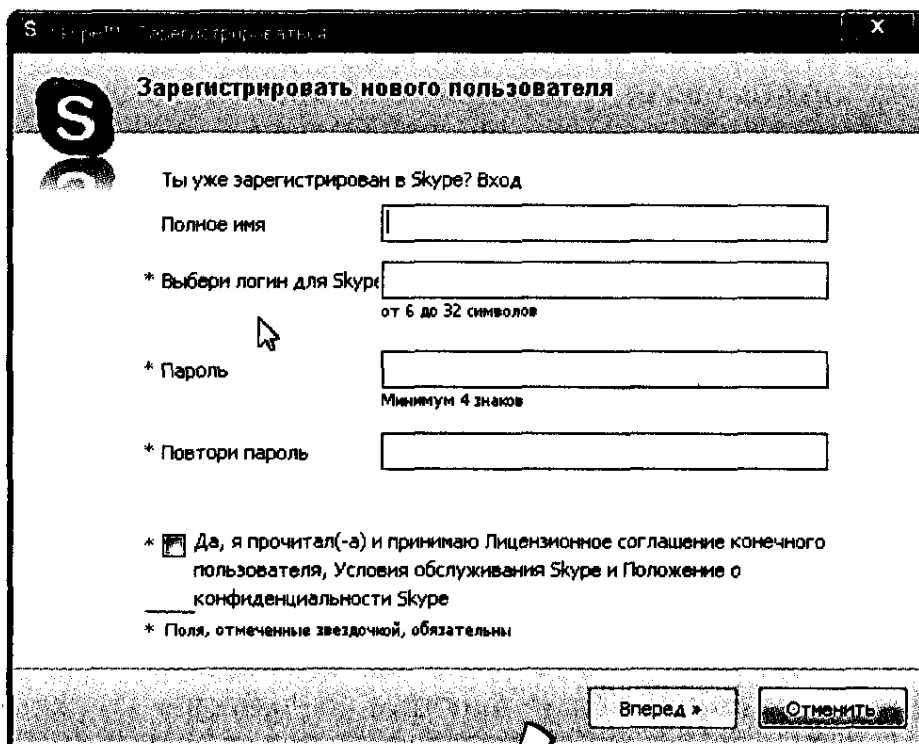 S Skype™ - Зарегистрироваться X
Зарегистрировать нового пользователя
S
Ты уже зарегистрирован в Skype? Вход
Полное имя
* Выбери логин для Skype
от 6 до 32 символов
* Пароль
Минимум 4 знаков
* Повтори пароль
* Да, я прочитал(-а) и принимаю Лицензионное соглашение конечного
пользователя, Условия обслуживания Skype и Положение о
конфиденциальности Skype
* Поля, отмеченные звездочкой, обязательны
Вперед » Отменить